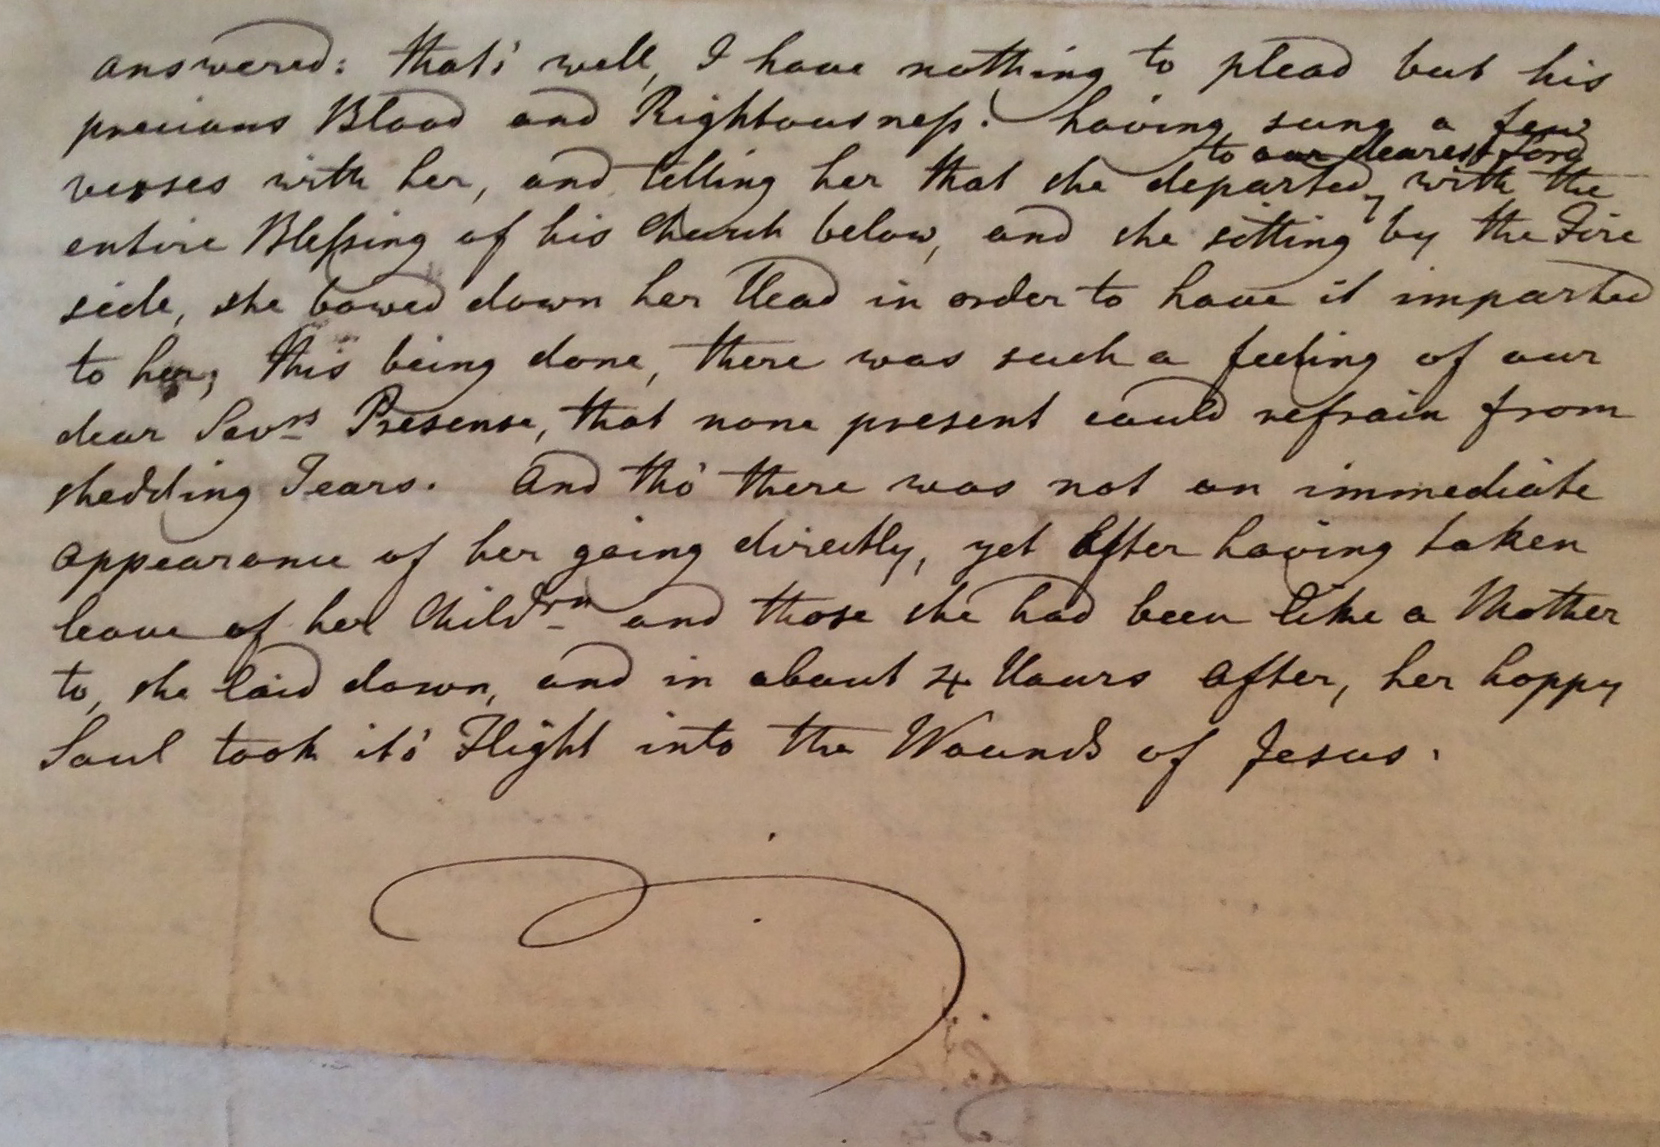 answered: that's well, I have nothing to plead but his
precious Blood and Rightousness. having sung a few
to our dearest Lord
verses with her, and telling her that she departed, with the
entire Blessing of his Church below, and she sitting by the Fire
side, she bowed down her Head in order to have it imparted
to her; this being done, there was such a feeling of our
dear Savrs Presense, that none present could refrain from
shedding Tears. And tho' there was not an immediate
appearance of her going directly, yet after having taken
leave of her Childrn and those she had been like a Mother
to, she laid down, and in about 4 Hours after, her happy
Soul took it's Flight into the Wounds of Jesus.